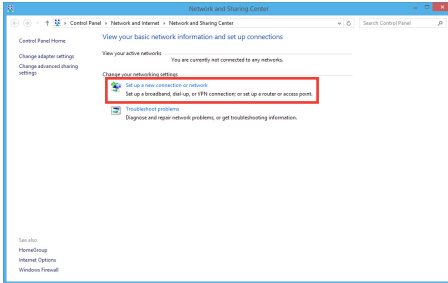 Network and Sharing Center
Control Panel
Network and Internet
Network and Sharing Center
Search Control Panel
Control Panel Home
Change adapter settings
Change advanced sharing
settings
View your basic network information and set up connections
View your active networks
You are currently not connected to any networks.
Change your networking settings
Set up a new connection or network
Set up a broadband, dial-up, or VPN connection; or set up a router or access point.
Troubleshoot problems
Diagnose and repair network problems, or get troubleshooting information.
See also
HomeGroup
Internet Options
Windows Firewall